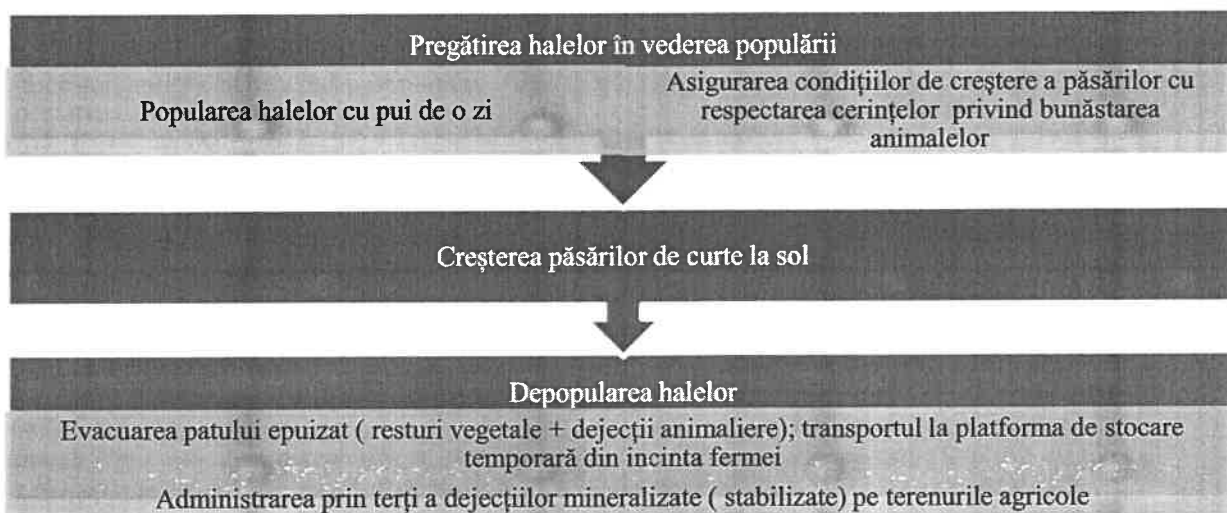 Pregătirea halelor în vederea populării
Popularea halelor cu pui de o zi
Asigurarea condițiilor de creștere a păsărilor cu
respectarea cerințelor privind bunăstarea
animalelor
Creșterea păsărilor de curte la sol
Depopularea halelor
Evacuarea patului epuizat ( resturi vegetale + dejecții animaliere); transportul la platforma de stocare
temporară din incinta fermei
Administrarea prin terți a dejecțiilor mineralizate ( stabilizate) pe terenurile agricole